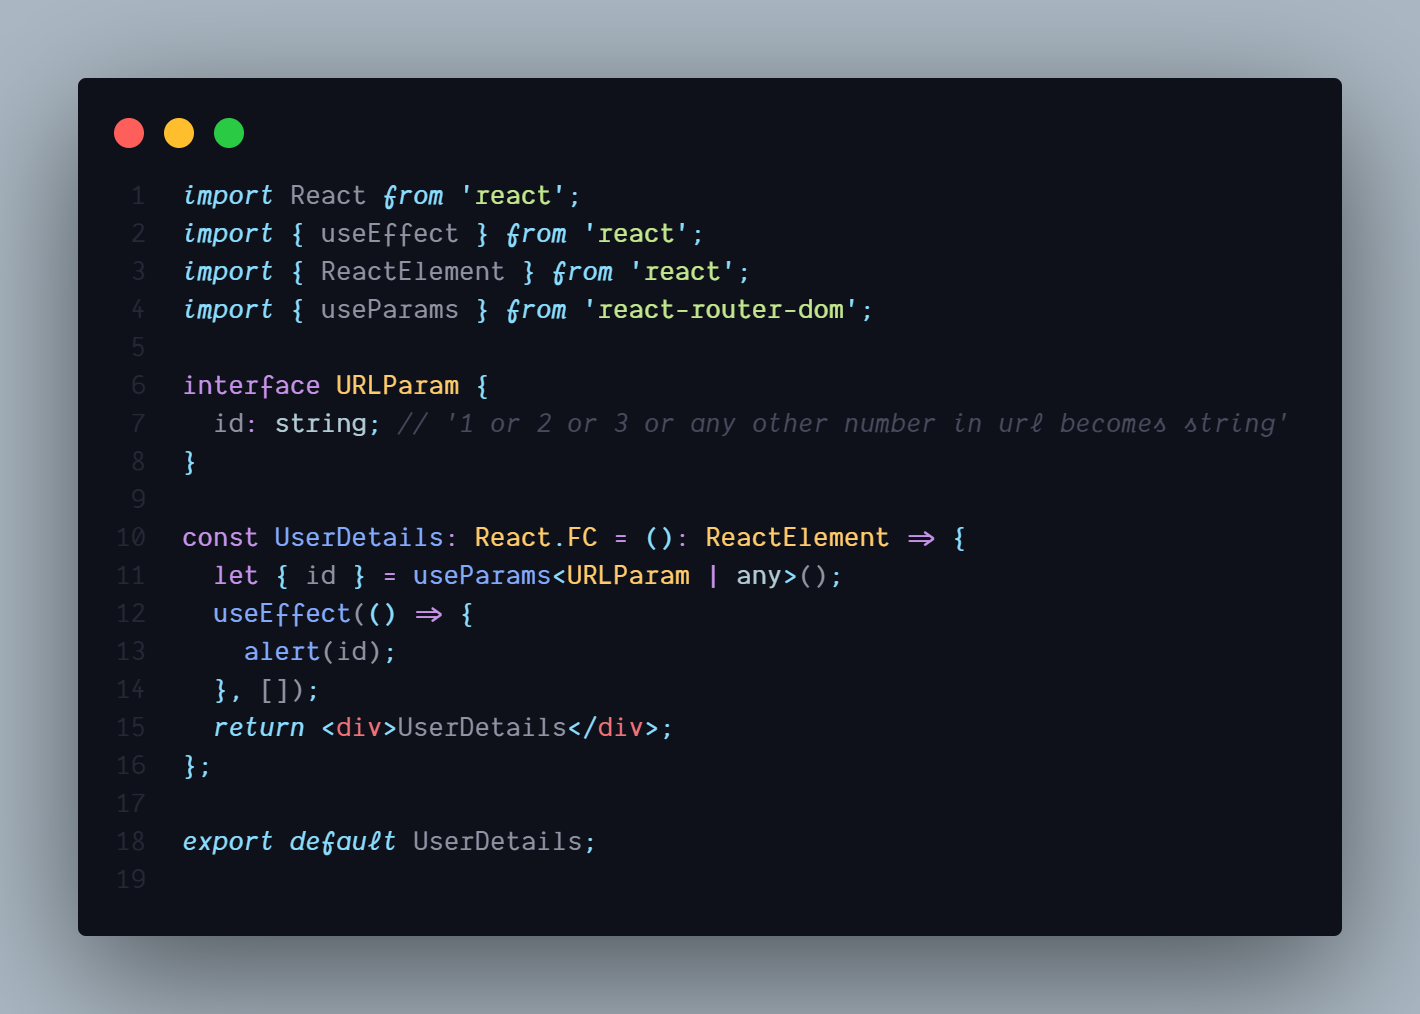 1 import React from 'react';
2 import { useEffect } from 'react';
3 import { ReactElement } from 'react';
4 import { useParams } from 'react-router-dom';
5
6 interface URLParam {
7   id: string; // '1 or 2 or 3 or any other number in url becomes string'
8 }
9
10 const UserDetails: React.FC = (): ReactElement => {
11   let { id } = useParams<URLParam | any>();
12   useEffect(() => {
13     alert(id);
14   }, []);
15   return <div>UserDetails</div>;
16 };
17
18 export default UserDetails;
19